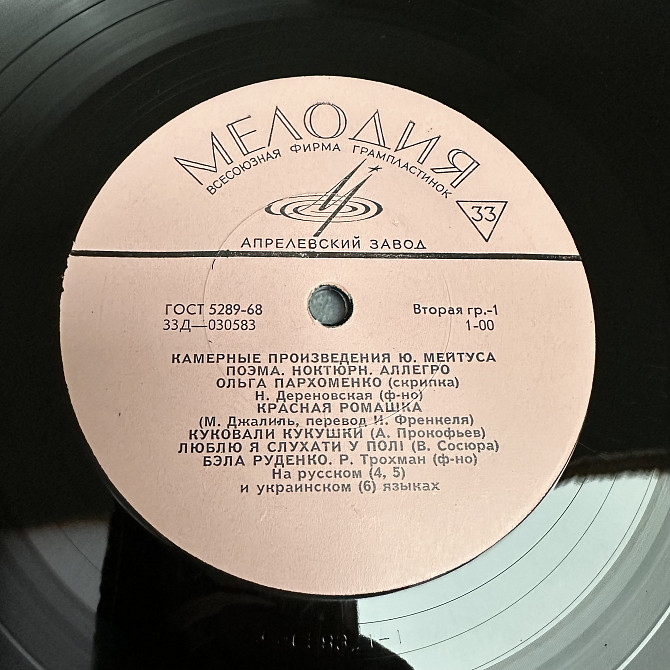 МЕЛОДИЯ
ВСЕСОЮЗНАЯ ФИРМА ГРАМПЛАСТИНОК
33
АПРЕЛЕВСКИЙ ЗАВОД
ГОСТ 5289-68 Вторая гр.-1
33Д—030583 1-00
КАМЕРНЫЕ ПРОИЗВЕДЕНИЯ Ю. МЕЙТУСА
ПОЭМА. НОКТЮРН. АЛЛЕГРО
ОЛЬГА ПАРХОМЕНКО (скрипка)
Н. Дереновская (ф-но)
КРАСНАЯ РОМАШКА
(М. Джалиль, перевод И. Френкеля)
КУКОВАЛИ КУКУШКИ (А. Прокофьев)
ЛЮБЛЮ Я СЛУХАТИ У ПОЛІ (В. Сосюра)
БЭЛА РУДЕНКО. Р. Трохман (ф-но)
На русском (4, 5)
и украинском (6) языках